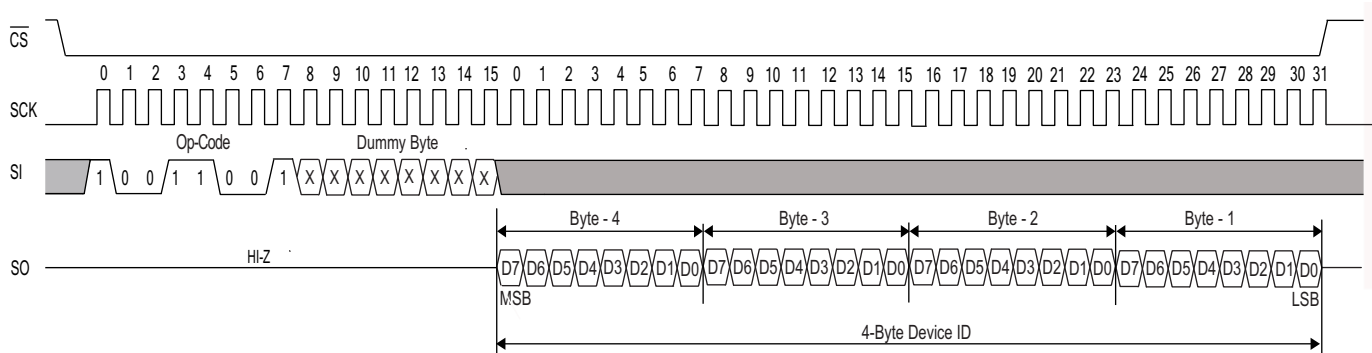 CS
0 1 2 3 4 5 6 7 8 9 10 11 12 13 14 15 0 1 2 3 4 5 6 7 8 9 10 11 12 13 14 15 16 17 18 19 20 21 22 23 24 25 26 27 28 29 30 31
SCK
Op-Code Dummy Byte
SI 1 0 0 1 1 0 0 1 X X X X X X X X
Byte - 4 Byte - 3 Byte - 2 Byte - 1
SO HI-Z D7 D6 D5 D4 D3 D2 D1 D0 D7 D6 D5 D4 D3 D2 D1 D0 D7 D6 D5 D4 D3 D2 D1 D0 D7 D6 D5 D4 D3 D2 D1 D0
MSB LSB
4-Byte Device ID